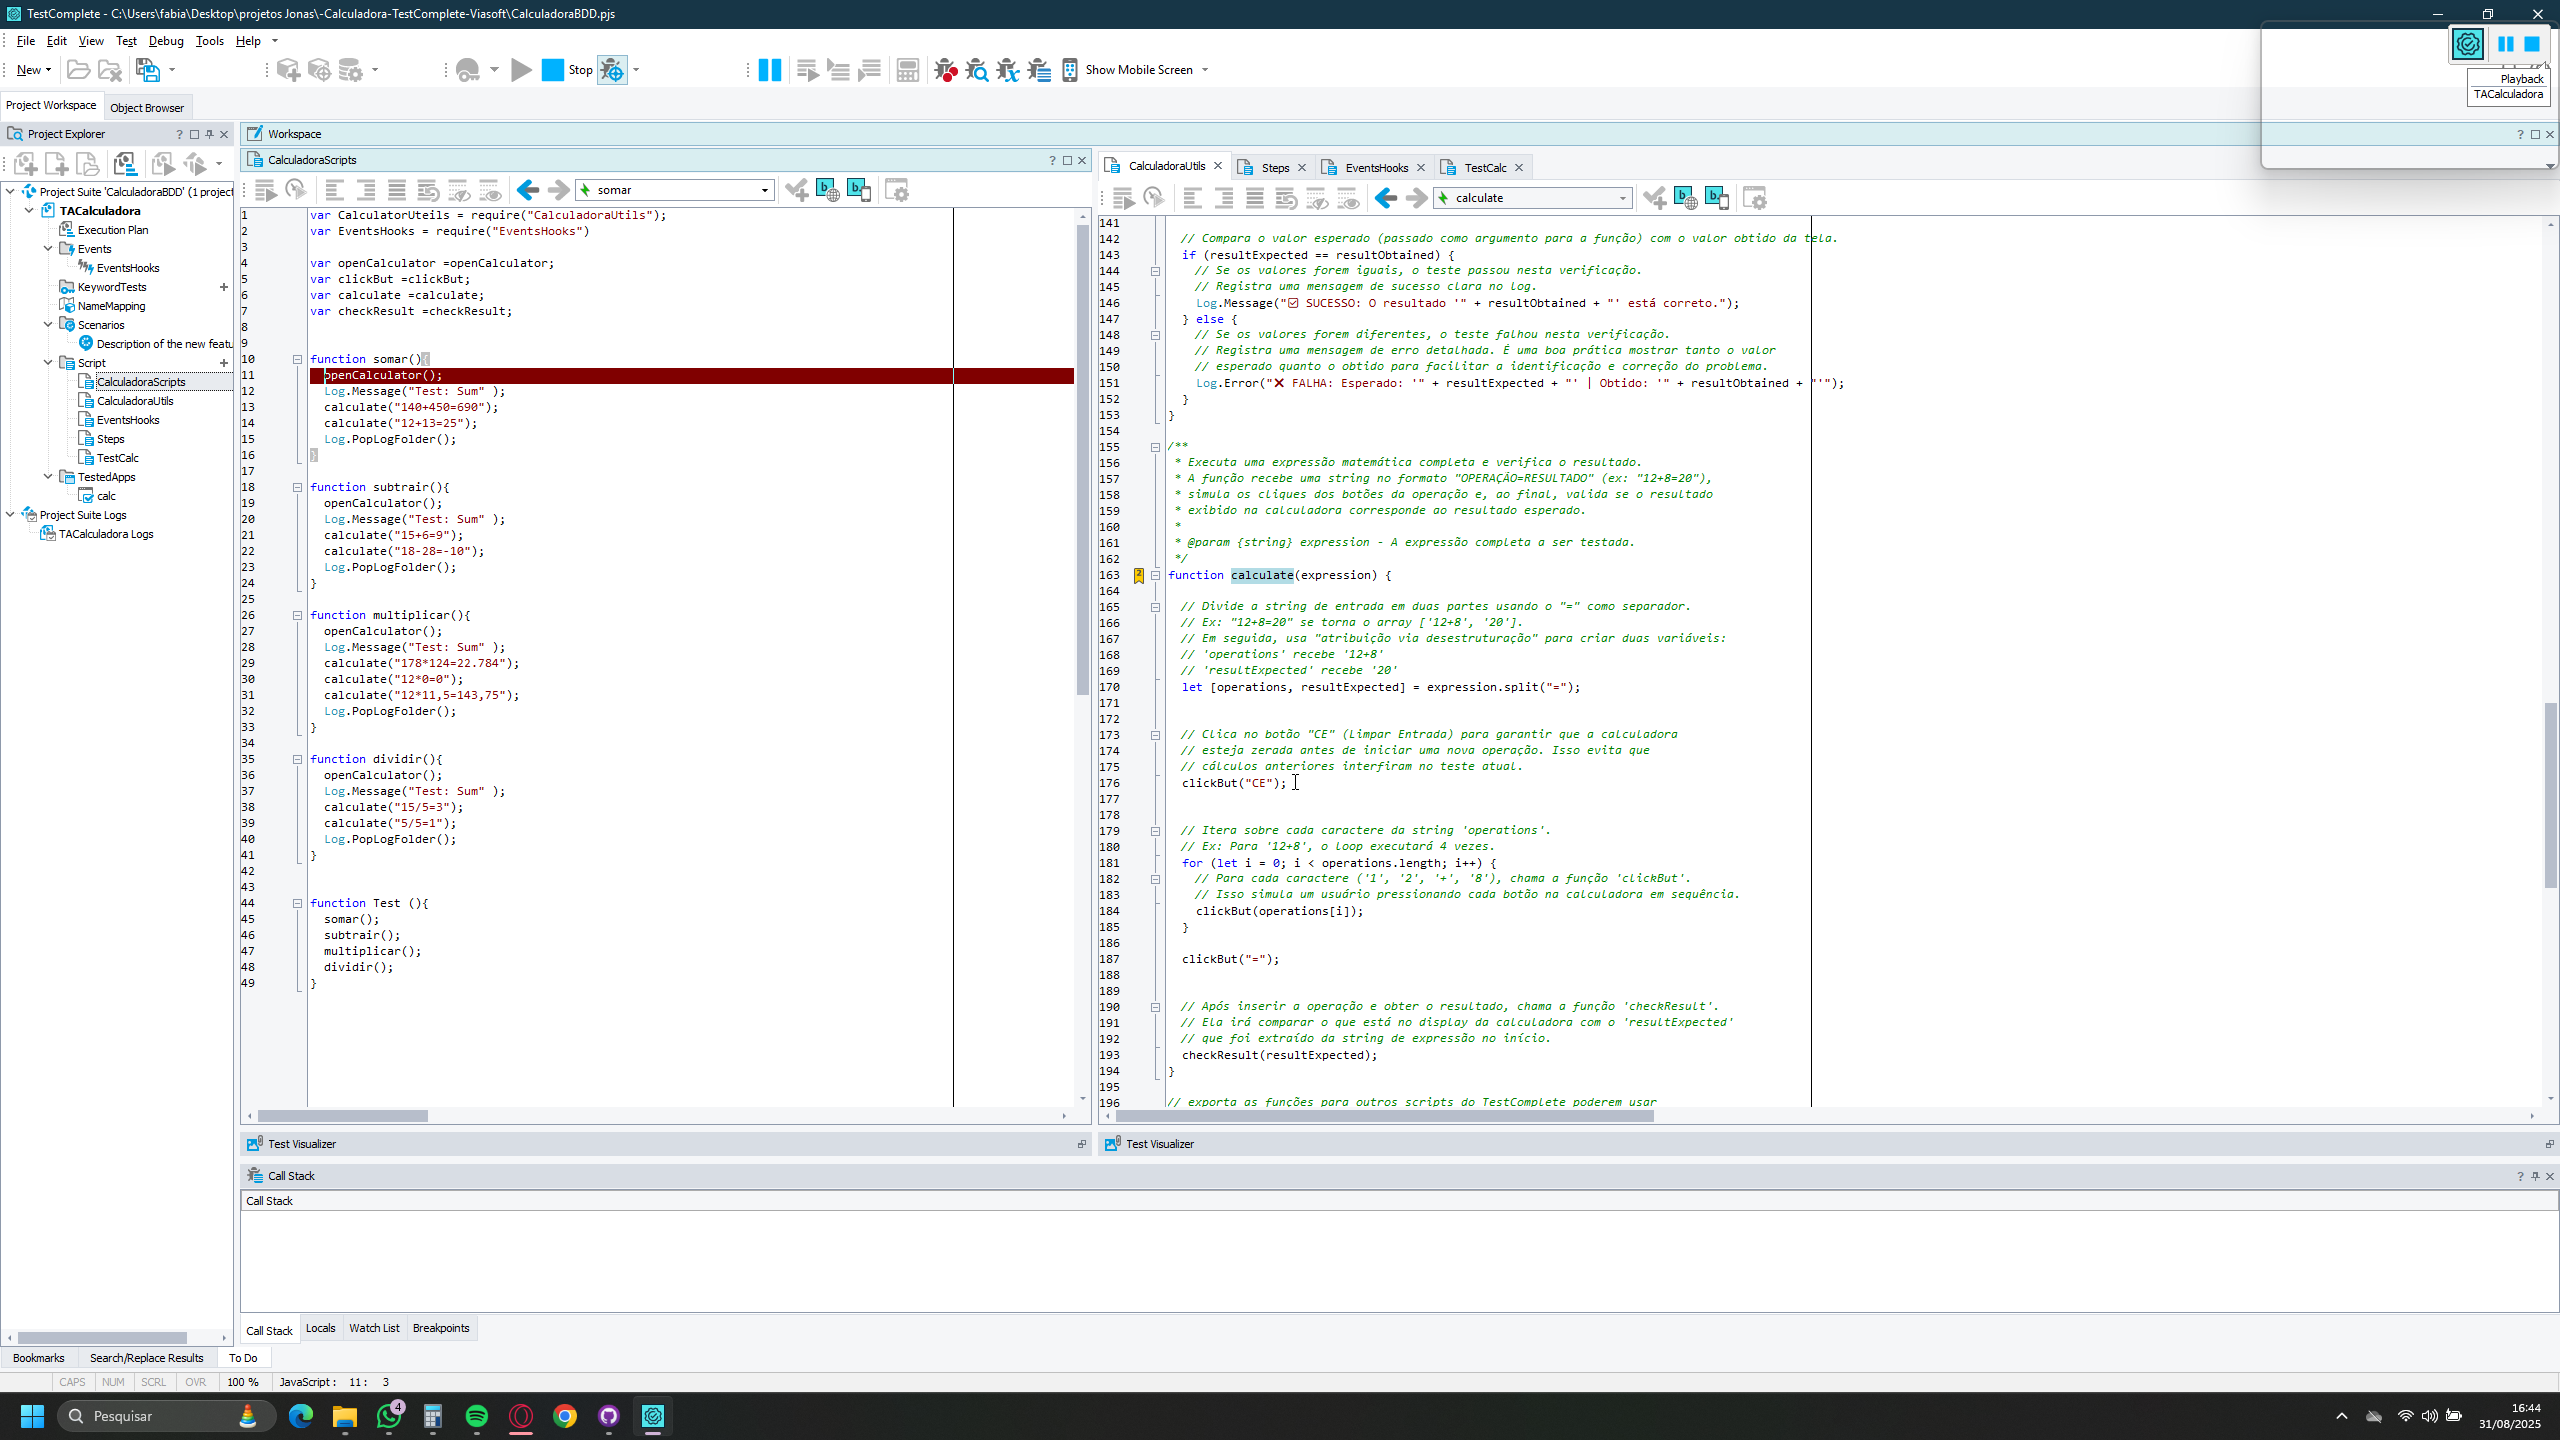 TestComplete - C:\Users\fabia\Desktop\projetos Jonas\-Calculadora-TestComplete-Viasoft\CalculadoraBDD.pjs
File Edit View Test Debug Tools Help
New
Stop
Show Mobile Screen
Playback
TACalculadora
Project Workspace
Object Browser
Project Explorer
Project Suite 'CalculadoraBDD' (1 project
TACalculadora
Execution Plan
Events
EventsHooks
KeywordTests
NameMapping
Scenarios
Description of the new featu
Script
CalculadoraScripts
CalculadoraUtils
EventsHooks
Steps
TestCalc
TestedApps
calc
Project Suite Logs
TACalculadora Logs
Workspace
CalculadoraScripts
somar
1 var CalculatorUteils = require("CalculadoraUtils");
2 var EventsHooks = require("EventsHooks")
3
4 var openCalculator =openCalculator;
5 var clickBut =clickBut;
6 var calculate =calculate;
7 var checkResult =checkResult;
8
9
10 function somar(){
11 openCalculator();
12 Log.Message("Test: Sum" );
13 calculate("140+450=690");
14 calculate("12+13=25");
15 Log.PopLogFolder();
16 }
17
18 function subtrair(){
19 openCalculator();
20 Log.Message("Test: Sum" );
21 calculate("15+6=9");
22 calculate("18-28=-10");
23 Log.PopLogFolder();
24 }
25
26 function multiplicar(){
27 openCalculator();
28 Log.Message("Test: Sum" );
29 calculate("178*124=22.784");
30 calculate("12*0=0");
31 calculate("12*11,5=143,75");
32 Log.PopLogFolder();
33 }
34
35 function dividir(){
36 openCalculator();
37 Log.Message("Test: Sum" );
38 calculate("15/5=3");
39 calculate("5/5=1");
40 Log.PopLogFolder();
41 }
42
43
44 function Test (){
45 somar();
46 subtrair();
47 multiplicar();
48 dividir();
49 }
CalculadoraUtils
Steps
EventsHooks
TestCalc
calculate
141
142 // Compara o valor esperado (passado como argumento para a função) com o valor obtido da tela.
143 if (resultExpected == resultObtained) {
144 // Se os valores forem iguais, o teste passou nesta verificação.
145 // Registra uma mensagem de sucesso clara no log.
146 Log.Message("☑ SUCESSO: O resultado '" + resultObtained + "' está correto.");
147 } else {
148 // Se os valores forem diferentes, o teste falhou nesta verificação.
149 // Registra uma mensagem de erro detalhada. É uma boa prática mostrar tanto o valor
150 // esperado quanto o obtido para facilitar a identificação e correção do problema.
151 Log.Error("❌ FALHA: Esperado: '" + resultExpected + "' | Obtido: '" + resultObtained + "'");
152 }
153 }
154
155 /**
156 * Executa uma expressão matemática completa e verifica o resultado.
157 * A função recebe uma string no formato "OPERAÇÃO=RESULTADO" (ex: "12+8=20"),
158 * simula os cliques dos botões da operação e, ao final, valida se o resultado
159 * exibido na calculadora corresponde ao resultado esperado.
160 *
161 * @param {string} expression - A expressão completa a ser testada.
162 */
163 function calculate(expression) {
164
165 // Divide a string de entrada em duas partes usando o "=" como separador.
166 // Ex: "12+8=20" se torna o array ['12+8', '20'].
167 // Em seguida, usa "atribuição via desestruturação" para criar duas variáveis:
168 // 'operations' recebe '12+8'
169 // 'resultExpected' recebe '20'
170 let [operations, resultExpected] = expression.split("=");
171
172
173 // Clica no botão "CE" (Limpar Entrada) para garantir que a calculadora
174 // esteja zerada antes de iniciar uma nova operação. Isso evita que
175 // cálculos anteriores interfiram no teste atual.
176 clickBut("CE");
177
178
179 // Itera sobre cada caractere da string 'operations'.
180 // Ex: Para '12+8', o loop executará 4 vezes.
181 for (let i = 0; i < operations.length; i++) {
182 // Para cada caractere ('1', '2', '+', '8'), chama a função 'clickBut'.
183 // Isso simula um usuário pressionando cada botão na calculadora em sequência.
184 clickBut(operations[i]);
185 }
186
187 clickBut("=");
188
189
190 // Após inserir a operação e obter o resultado, chama a função 'checkResult'.
191 // Ela irá comparar o que está no display da calculadora com o 'resultExpected'
192 // que foi extraído da string de expressão no início.
193 checkResult(resultExpected);
194 }
195
196 // exporta as funções para outros scripts do TestComplete poderem usar
Test Visualizer
Test Visualizer
Call Stack
Call Stack
Call Stack Locals Watch List Breakpoints
Bookmarks Search/Replace Results To Do
CAPS NUM SCRL OVR 100 % JavaScript : 11 : 3
Pesquisar
4
16:44
31/08/2025